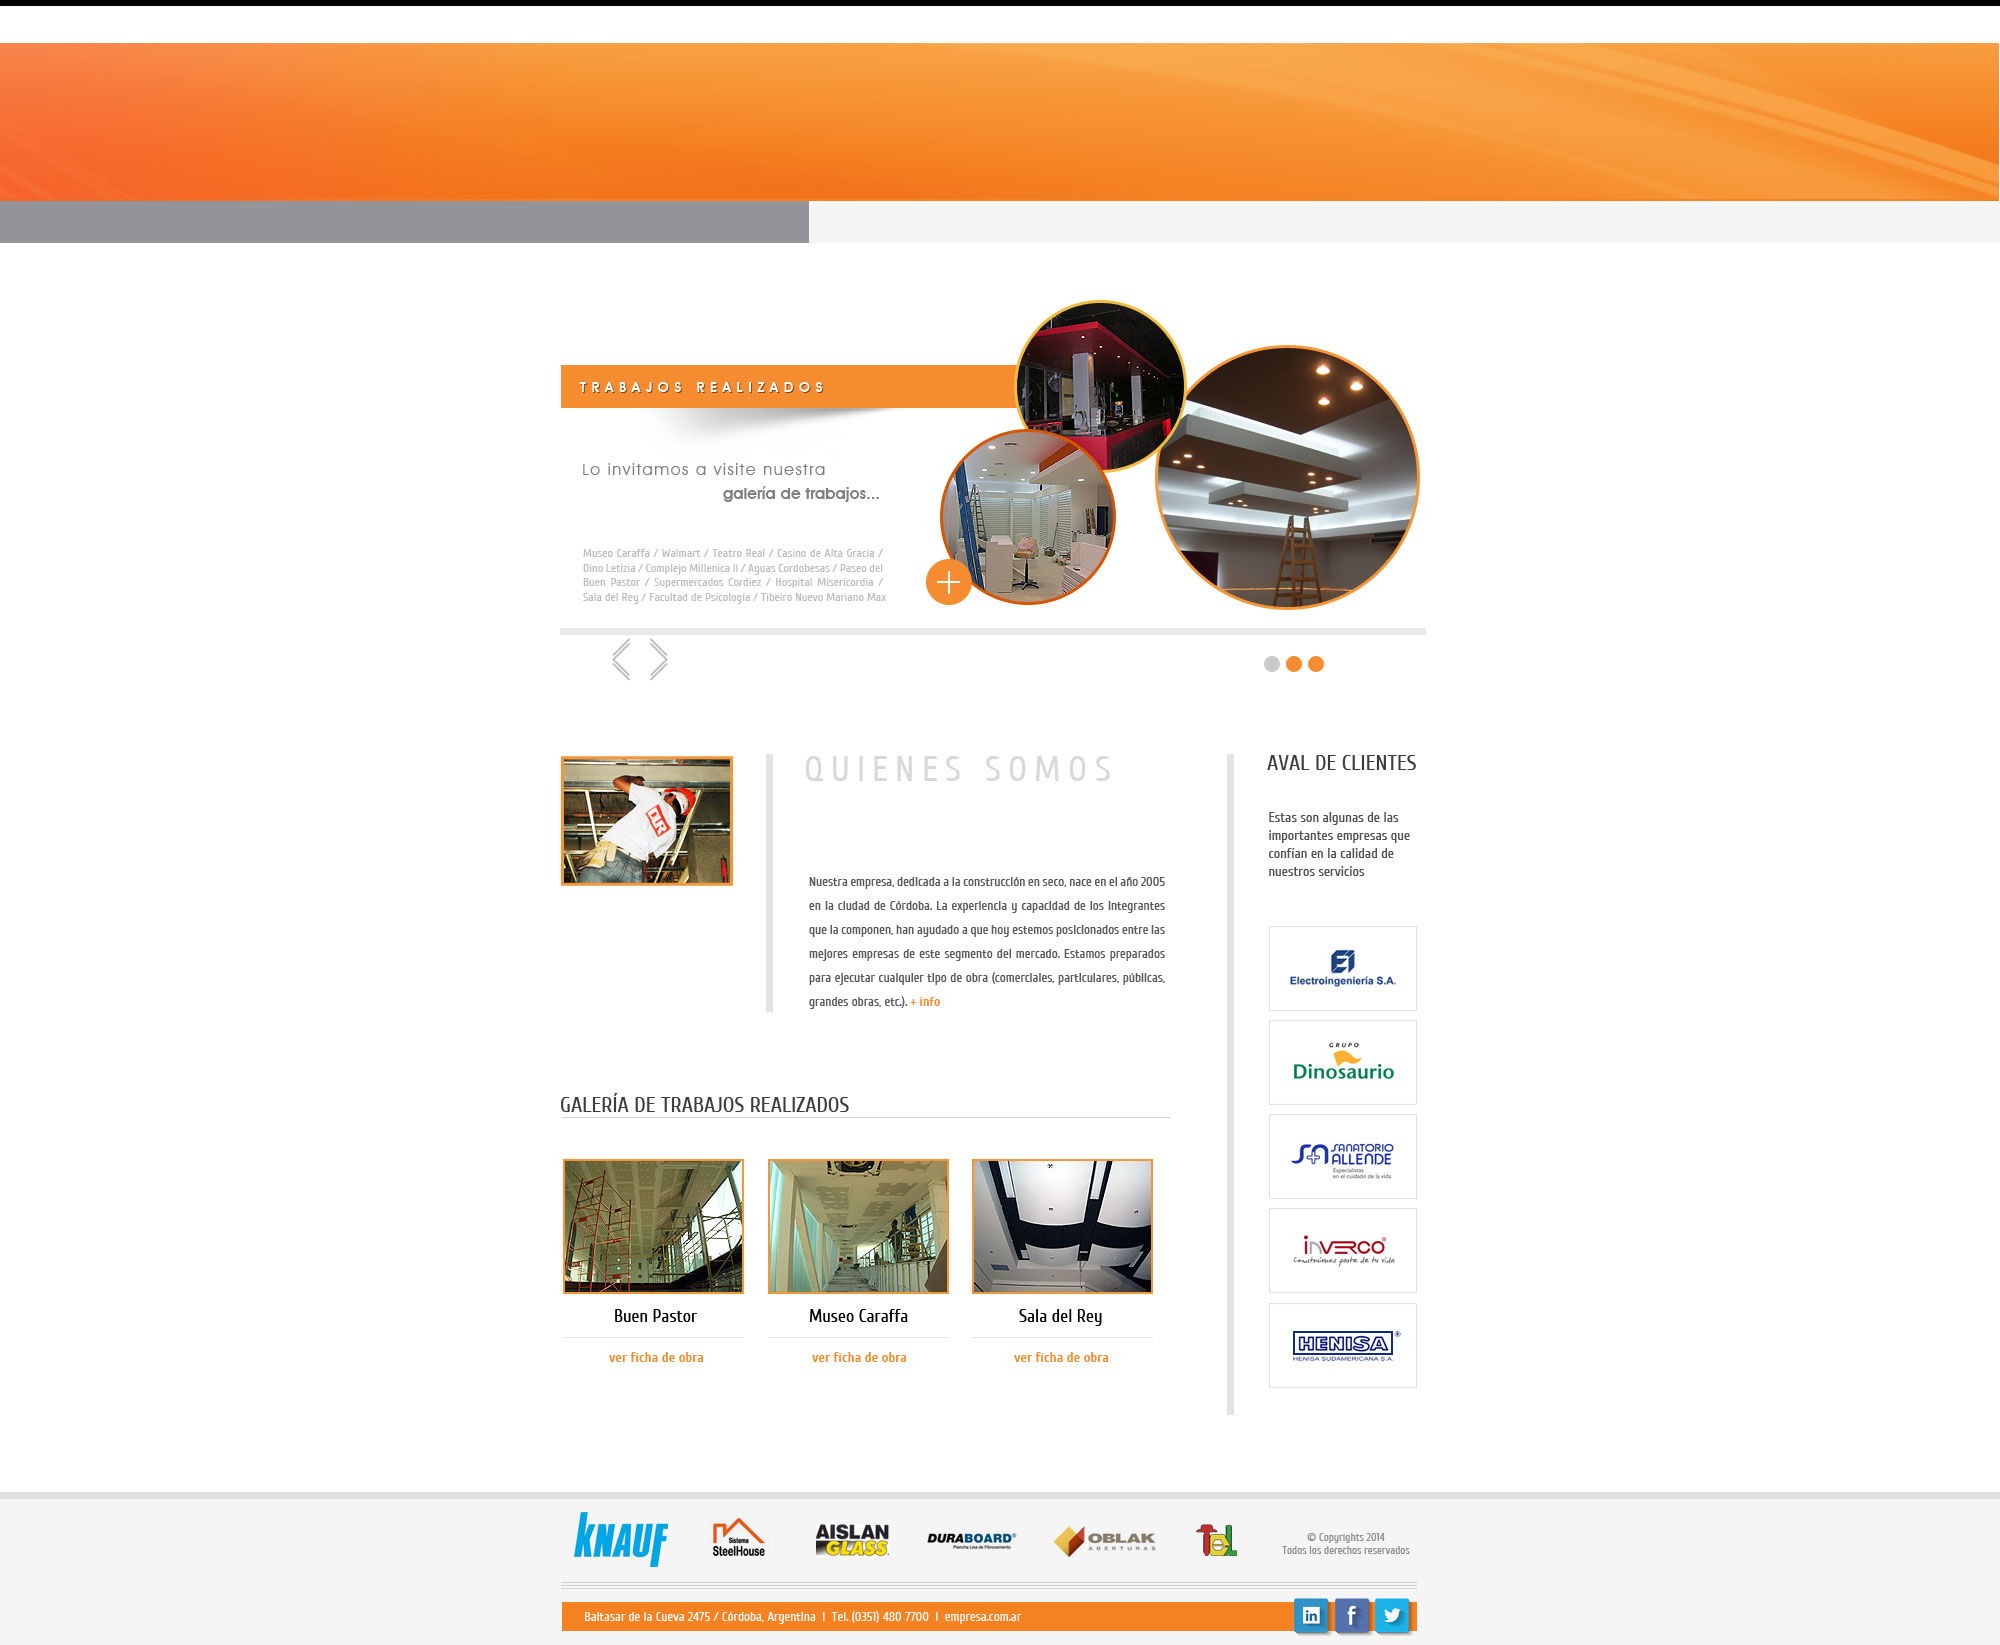 TRABAJOS REALIZADOS
Lo invitamos a visite nuestra
galería de trabajos...
Museo Caraffa / Walmart / Teatro Real / Casino de Alta Gracia /
Dino Letizia / Complejo Millenica II / Aguas Cordobesas / Paseo del
Buen Pastor / Supermercados Cordiez / Hospital Misericordia /
Sala del Rey / Facultad de Psicología / Tibeiro Nuevo Mariano Max
QUIENES SOMOS
Nuestra empresa, dedicada a la construcción en seco, nace en el año 2005
en la ciudad de Córdoba. La experiencia y capacidad de los integrantes
que la componen, han ayudado a que hoy estemos posicionados entre las
mejores empresas de este segmento del mercado. Estamos preparados
para ejecutar cualquier tipo de obra (comerciales, particulares, públicas,
grandes obras, etc.). + info
AVAL DE CLIENTES
Estas son algunas de las
importantes empresas que
confían en la calidad de
nuestros servicios
Electroingeniería S.A.
GRUPO
Dinosaurio
SANATORIO
ALLENDE
Especialistas
en el cuidado de la vida
INVERCO®
Construimos parte de tu vida
HENISA®
HENISA SUDAMERICANA S.A.
GALERÍA DE TRABAJOS REALIZADOS
Buen Pastor
Museo Caraffa
Sala del Rey
ver ficha de obra
ver ficha de obra
ver ficha de obra
KNAUF
Sistema
SteelHouse
AISLAN
GLASS
DURABOARD®
Plancha Lisa de Fibrocemento
OBLAK
ABERTURAS
TEL
© Copyrights 2014
Todos los derechos reservados
Baltasar de la Cueva 2475 / Córdoba, Argentina | Tel. (0351) 480 7700 | empresa.com.ar
in
f